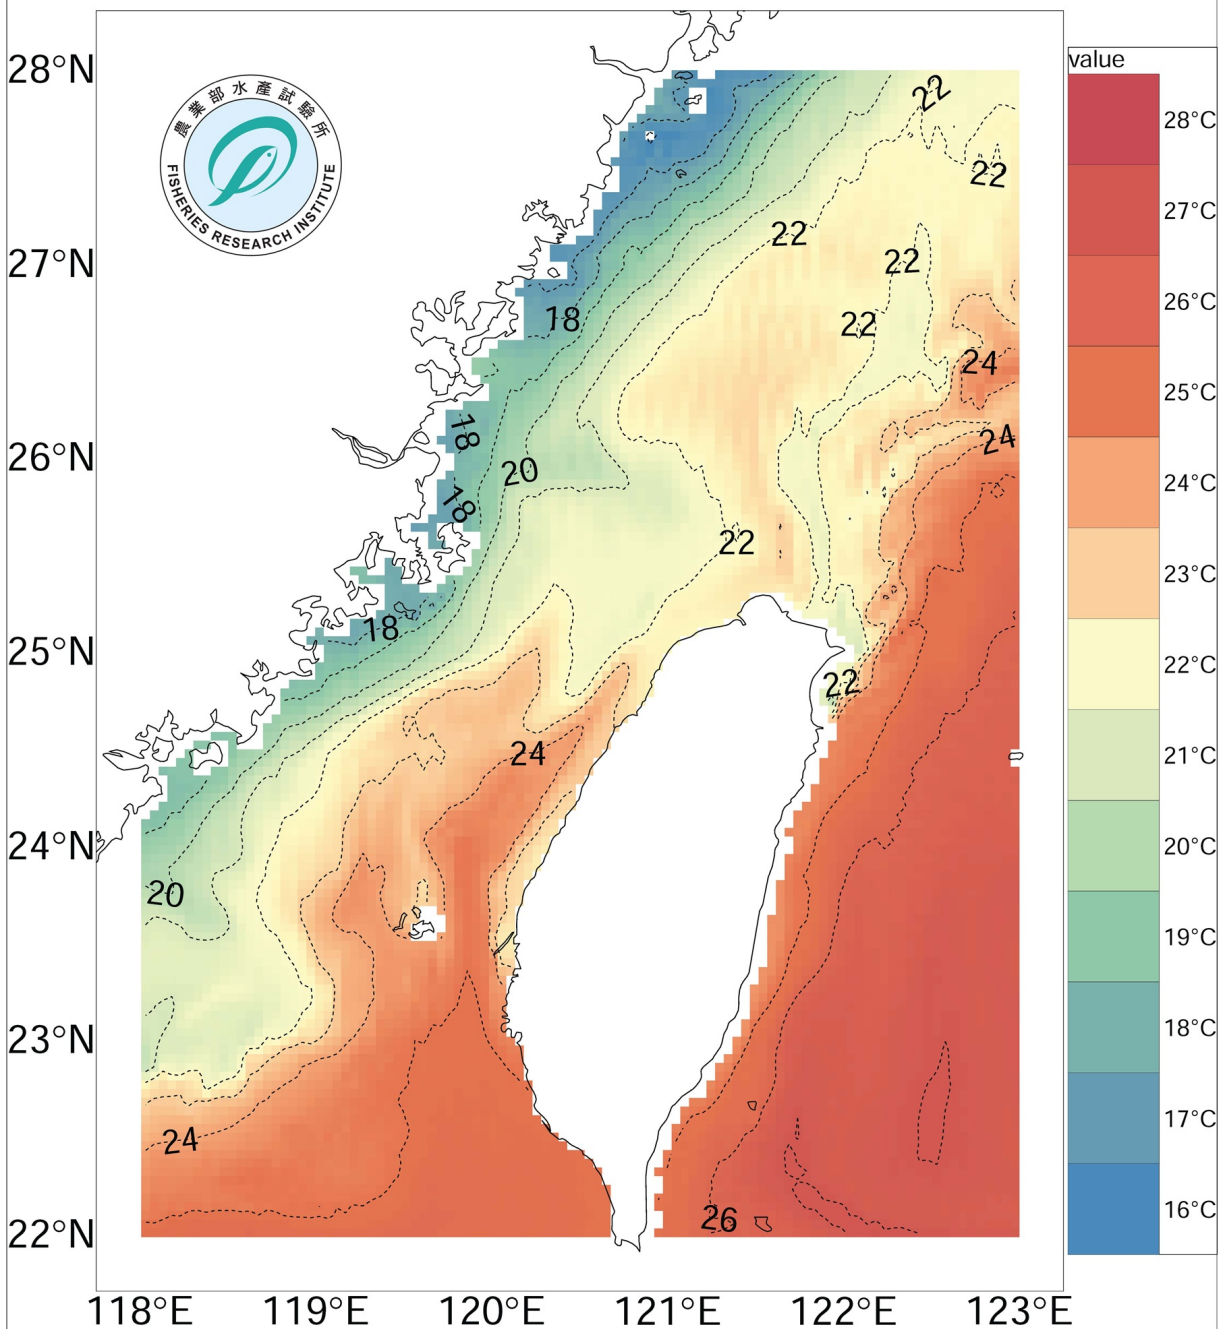 農業部水產試驗所
FISHERIES RESEARCH INSTITUTE
28°N
27°N
26°N
25°N
24°N
23°N
22°N
118°E 119°E 120°E 121°E 122°E 123°E
22
22
22
22
18
22
24
24
18
20
18
22
18
22
24
20
24
26
value
28°C
27°C
26°C
25°C
24°C
23°C
22°C
21°C
20°C
19°C
18°C
17°C
16°C